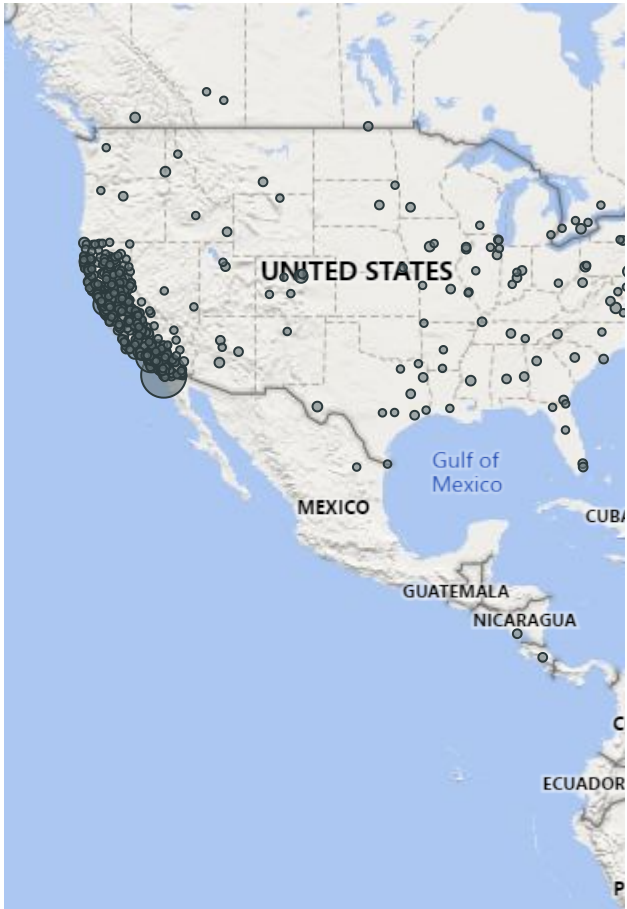 UNITED STATES
Gulf of
Mexico
MEXICO
CUBA
GUATEMALA
NICARAGUA
C
ECUADOR
P